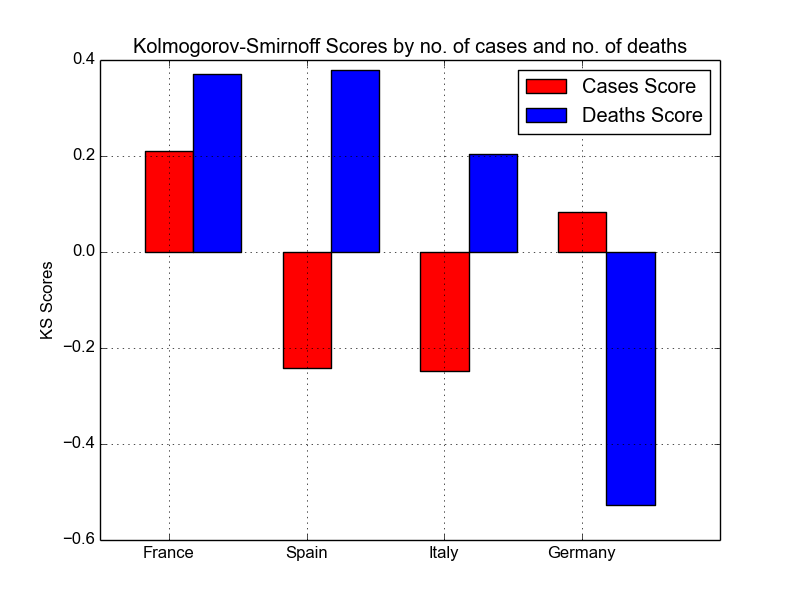 Kolmogorov-Smirnoff Scores by no. of cases and no. of deaths
0.4
Cases Score
Deaths Score
0.2
0.0
KS Scores
−0.2
−0.4
−0.6
France Spain Italy Germany